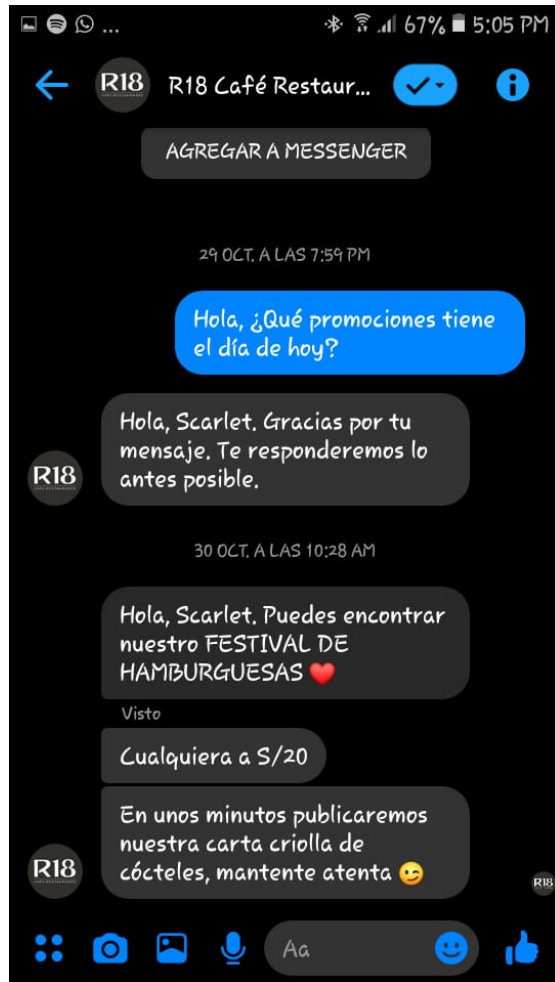 ... 67% 5:05 PM
R18 R18 Café Restaur...
AGREGAR A MESSENGER
29 OCT. A LAS 7:59 PM
Hola, ¿Qué promociones tiene
el día de hoy?
Hola, Scarlet. Gracias por tu
mensaje. Te responderemos lo
antes posible.
R18
30 OCT. A LAS 10:28 AM
Hola, Scarlet. Puedes encontrar
nuestro FESTIVAL DE
HAMBURGUESAS ❤️
Visto
Cualquiera a S/20
En unos minutos publicaremos
nuestra carta criolla de
cócteles, mantente atenta 😉
R18
R18
Aa